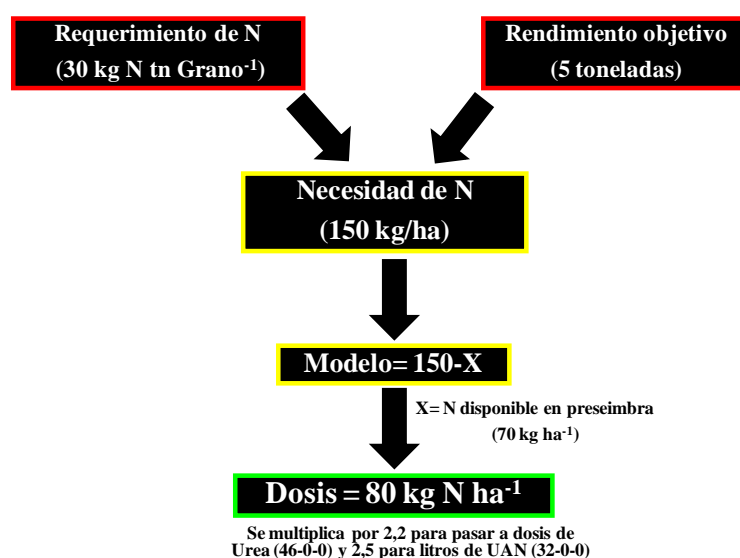 Requerimiento de N
(30 kg N tn Grano⁻¹)
Rendimiento objetivo
(5 toneladas)
Necesidad de N
(150 kg/ha)
Modelo= 150-X
X= N disponible en preseimbra
(70 kg ha⁻¹)
Dosis = 80 kg N ha⁻¹
Se multiplica por 2,2 para pasar a dosis de
Urea (46-0-0) y 2,5 para litros de UAN (32-0-0)